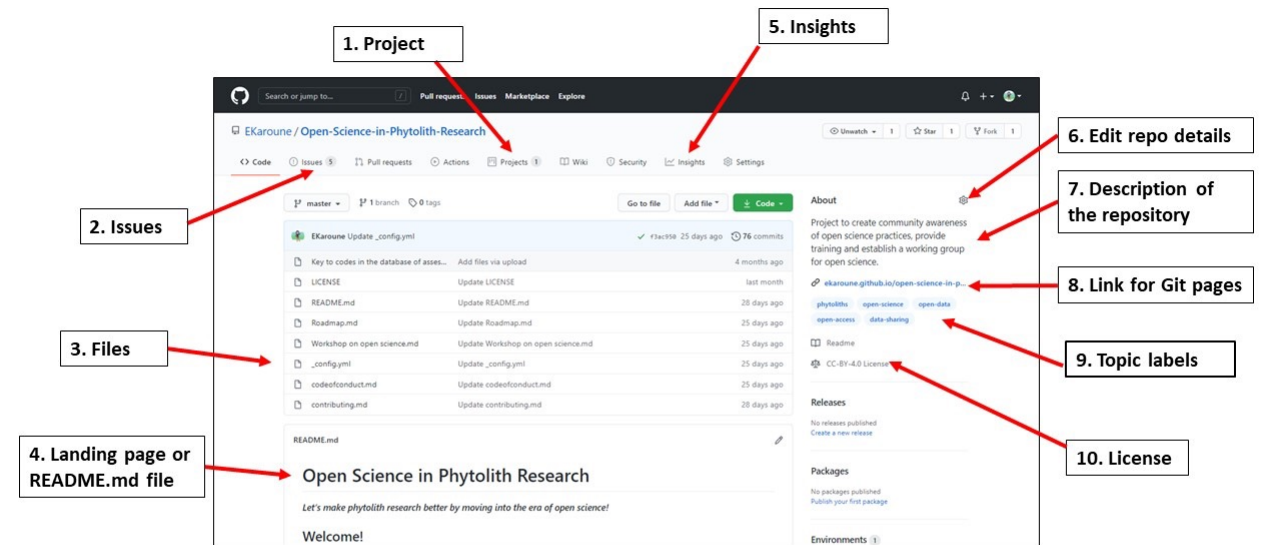 5. Insights
1. Project
Search or jump to... /
Pull requests Issues Marketplace Explore
EKaroune / Open-Science-in-Phytolith-Research
Unwatch 1 Star 1 Fork 1
6. Edit repo details
Code Issues 5 Pull requests Actions Projects 1 Wiki Security Insights Settings
2. Issues
master 1 branch 0 tags Go to file Add file Code
About
7. Description of
the repository
Project to create community awareness
of open science practices, provide
training and establish a working group
for open science.
EKaroune Update _config.yml 25 days ago 76 commits
Key to codes in the database of asses... Add files via upload 4 months ago
LICENSE Update LICENSE last month
README.md Update README.md 28 days ago
Roadmap.md Update Roadmap.md 25 days ago
Workshop on open science.md Update Workshop on open science.md 25 days ago
_config.yml Update _config.yml 25 days ago
codeofconduct.md Update codeofconduct.md 25 days ago
contributing.md Update contributing.md 28 days ago
3. Files
ekaroune.github.io/open-science-in-p...
8. Link for Git pages
phytoliths open-science open-data
open-access data-sharing
9. Topic labels
Readme
CC-BY-4.0 License
10. License
Releases
No releases published
Create a new release
Packages
No packages published
Publish your first package
Environments 1
README.md
4. Landing page or
README.md file
Open Science in Phytolith Research
Let's make phytolith research better by moving into the era of open science!
Welcome!